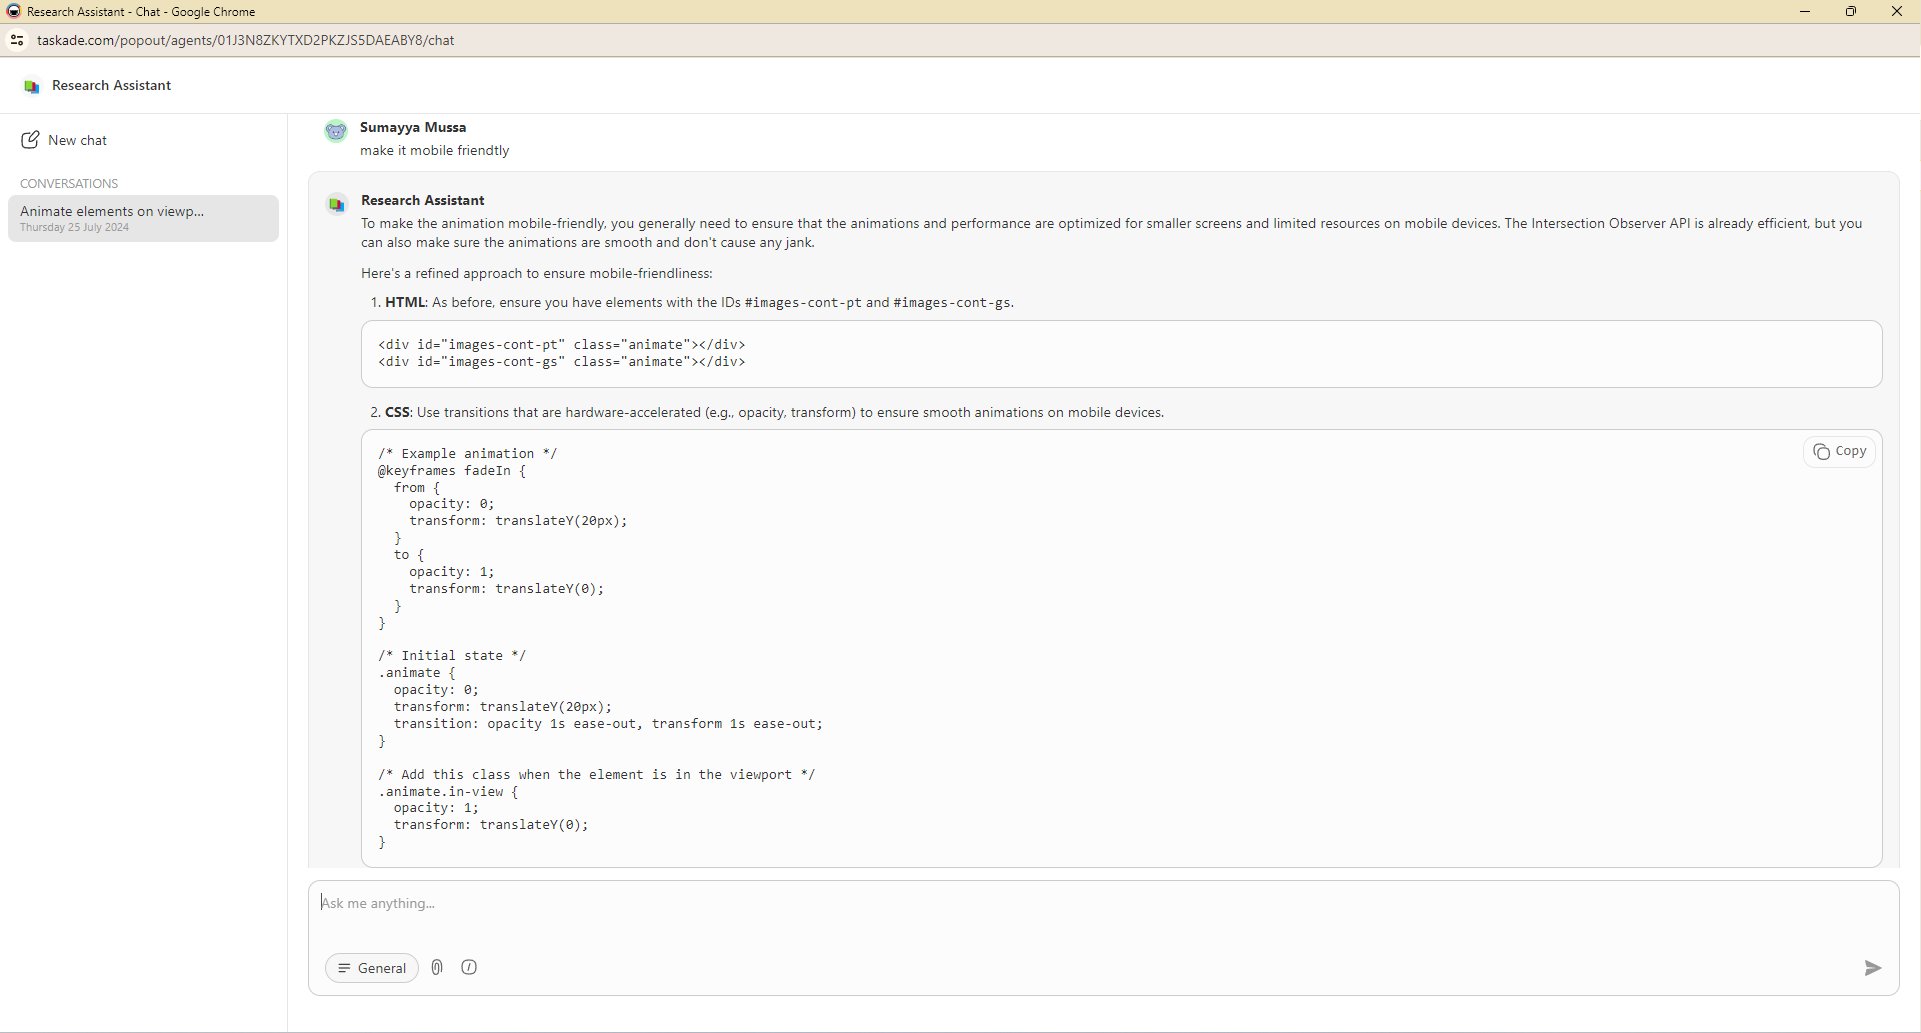 Research Assistant - Chat - Google Chrome
taskade.com/popout/agents/01J3N8ZKYTXD2PKZJS5DAEABY8/chat
Research Assistant
New chat
CONVERSATIONS
Animate elements on viewp...
Thursday 25 July 2024
Sumayya Mussa
make it mobile friendtly
Research Assistant
To make the animation mobile-friendly, you generally need to ensure that the animations and performance are optimized for smaller screens and limited resources on mobile devices. The Intersection Observer API is already efficient, but you
can also make sure the animations are smooth and don't cause any jank.
Here's a refined approach to ensure mobile-friendliness:
1. HTML: As before, ensure you have elements with the IDs #images-cont-pt and #images-cont-gs.
<div id="images-cont-pt" class="animate"></div>
<div id="images-cont-gs" class="animate"></div>
2. CSS: Use transitions that are hardware-accelerated (e.g., opacity, transform) to ensure smooth animations on mobile devices.
Copy
/* Example animation */
@keyframes fadeIn {
  from {
    opacity: 0;
    transform: translateY(20px);
  }
  to {
    opacity: 1;
    transform: translateY(0);
  }
}
/* Initial state */
.animate {
  opacity: 0;
  transform: translateY(20px);
  transition: opacity 1s ease-out, transform 1s ease-out;
}
/* Add this class when the element is in the viewport */
.animate.in-view {
  opacity: 1;
  transform: translateY(0);
}
Ask me anything...
General